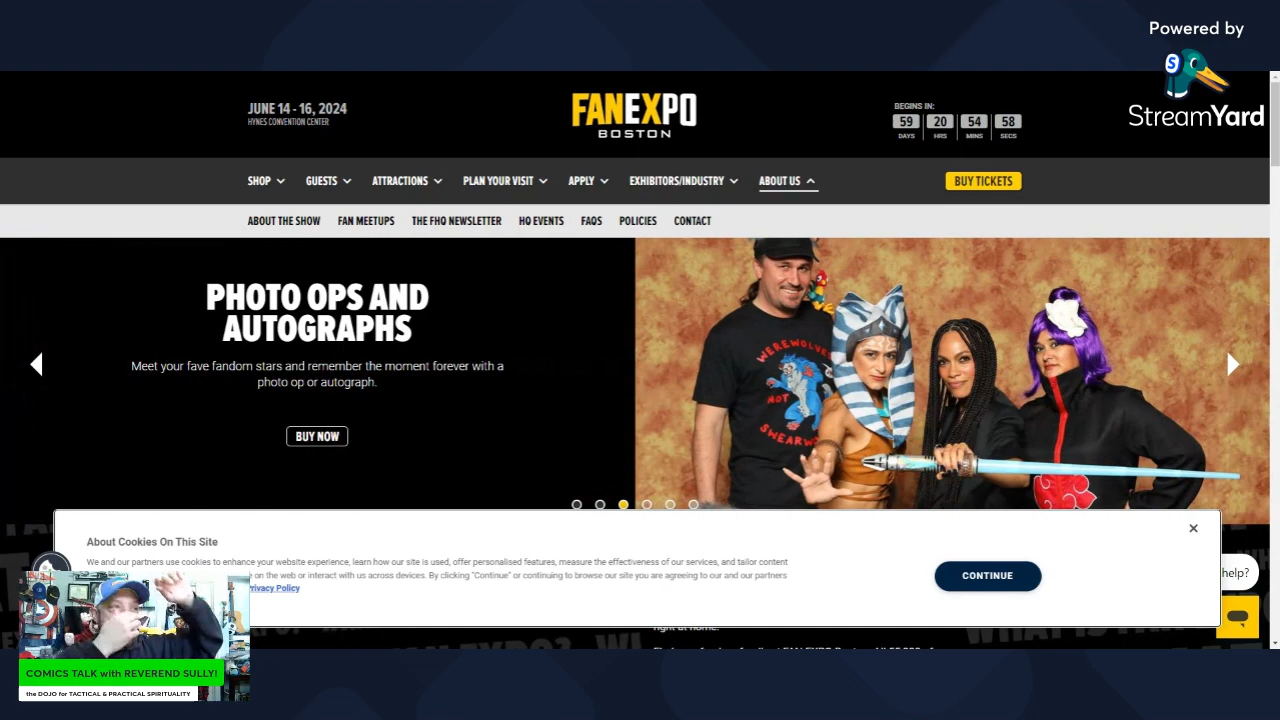 Powered by
StreamYard
JUNE 14 - 16, 2024
HYNES CONVENTION CENTER
FAN EXPO
BOSTON
BEGINS IN:
59 20 54 58
DAYS HRS MINS SECS
SHOP GUESTS ATTRACTIONS PLAN YOUR VISIT APPLY EXHIBITORS/INDUSTRY ABOUT US BUY TICKETS
ABOUT THE SHOW FAN MEETUPS THE FHQ NEWSLETTER HQ EVENTS FAQS POLICIES CONTACT
PHOTO OPS AND
AUTOGRAPHS
Meet your fave fandom stars and remember the moment forever with a
photo op or autograph.
BUY NOW
WEREWOLVES
NOT
About Cookies On This Site
We and our partners use cookies to enhance your website experience, learn how our site is used, offer personalised features, measure the effectiveness of our services, and tailor content
on the web or interact with us across devices. By clicking "Continue" or continuing to browse our site you are agreeing to our and our partners
Privacy Policy
CONTINUE
help?
COMICS TALK with REVEREND SULLY!
the DOJO for TACTICAL & PRACTICAL SPIRITUALITY